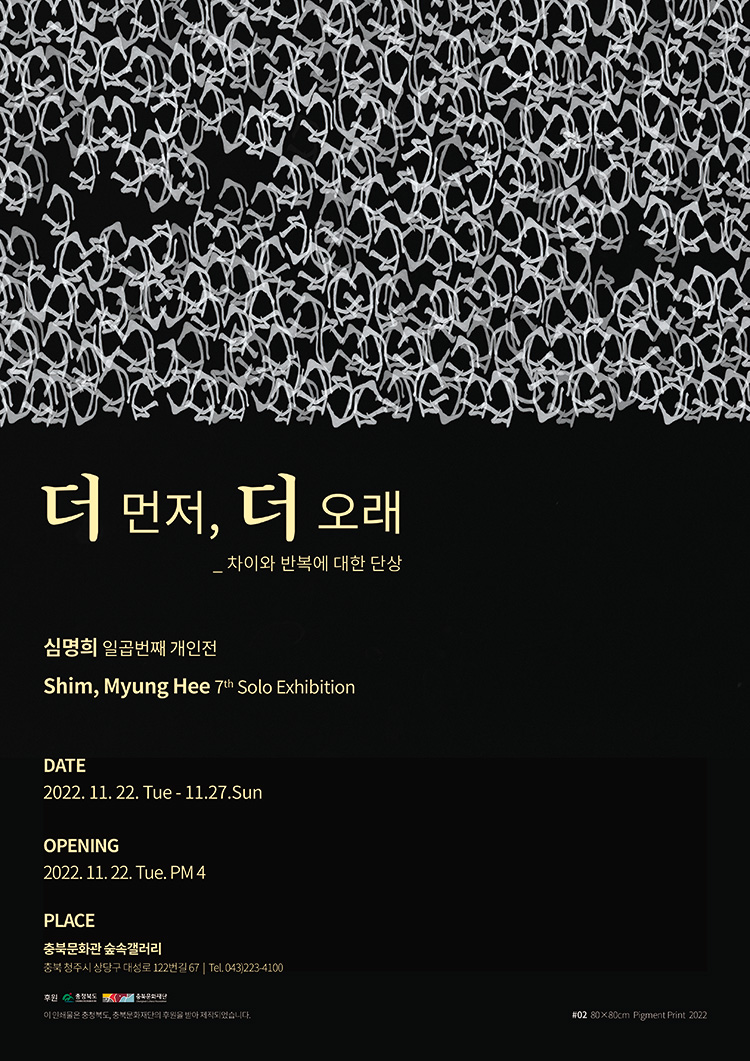 더 먼저, 더 오래
_ 차이와 반복에 대한 단상
심명희 일곱번째 개인전
Shim, Myung Hee 7th Solo Exhibition
DATE
2022. 11. 22. Tue - 11.27.Sun
OPENING
2022. 11. 22. Tue. PM 4
PLACE
충북문화관 숲속갤러리
충북 청주시 상당구 대성로 122번길 67 | Tel. 043)223-4100
후원 충청북도 충북문화재단
이 인쇄물은 충청북도, 충북문화재단의 후원을 받아 제작되었습니다.
#02 80×80cm Pigment Print 2022